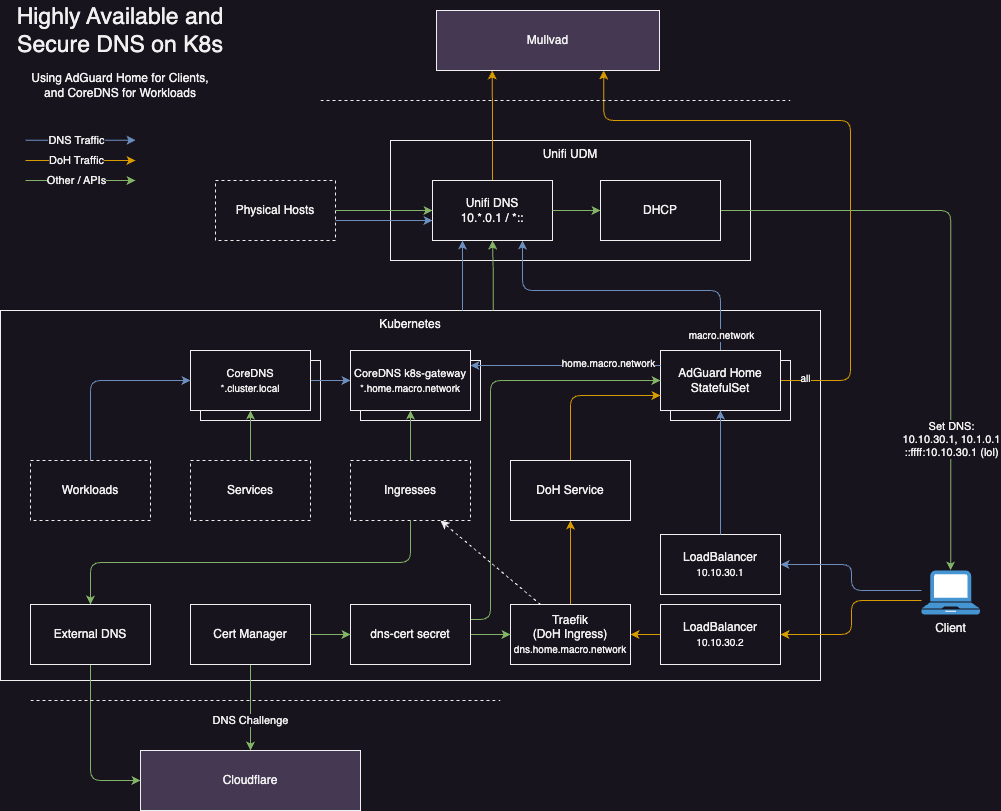 Highly Available and
Secure DNS on K8s
Using AdGuard Home for Clients,
and CoreDNS for Workloads
DNS Traffic
DoH Traffic
Other / APIs
Mullvad
Unifi UDM
Physical Hosts
Unifi DNS
10.*.0.1 / *::
DHCP
Kubernetes
macro.network
CoreDNS
*.cluster.local
CoreDNS k8s-gateway
*.home.macro.network
home.macro.network
AdGuard Home
StatefulSet
all
Set DNS:
10.10.30.1, 10.1.0.1
::ffff:10.10.30.1 (lol)
Workloads
Services
Ingresses
DoH Service
LoadBalancer
10.10.30.1
External DNS
Cert Manager
dns-cert secret
Traefik
(DoH Ingress)
dns.home.macro.network
LoadBalancer
10.10.30.2
Client
DNS Challenge
Cloudflare